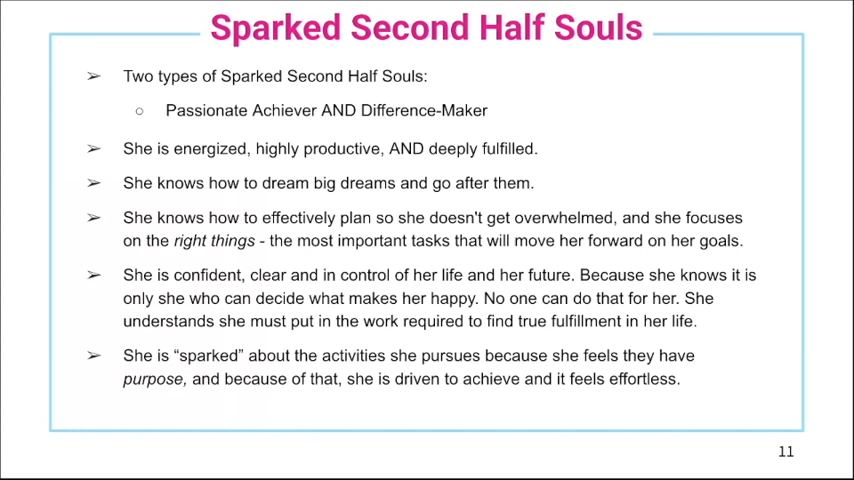 Sparked Second Half Souls
➢ Two types of Sparked Second Half Souls:
○ Passionate Achiever AND Difference-Maker
➢ She is energized, highly productive, AND deeply fulfilled.
➢ She knows how to dream big dreams and go after them.
➢ She knows how to effectively plan so she doesn't get overwhelmed, and she focuses
on the right things - the most important tasks that will move her forward on her goals.
➢ She is confident, clear and in control of her life and her future. Because she knows it is
only she who can decide what makes her happy. No one can do that for her. She
understands she must put in the work required to find true fulfillment in her life.
➢ She is “sparked” about the activities she pursues because she feels they have
purpose, and because of that, she is driven to achieve and it feels effortless.
11